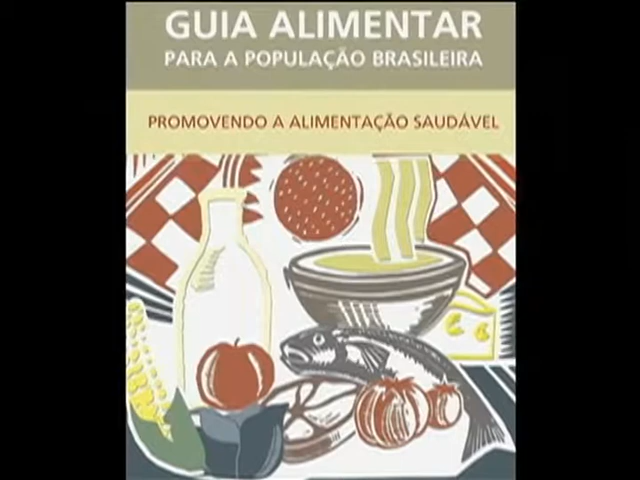 GUIA ALIMENTAR
PARA A POPULAÇÃO BRASILEIRA
PROMOVENDO A ALIMENTAÇÃO SAUDÁVEL